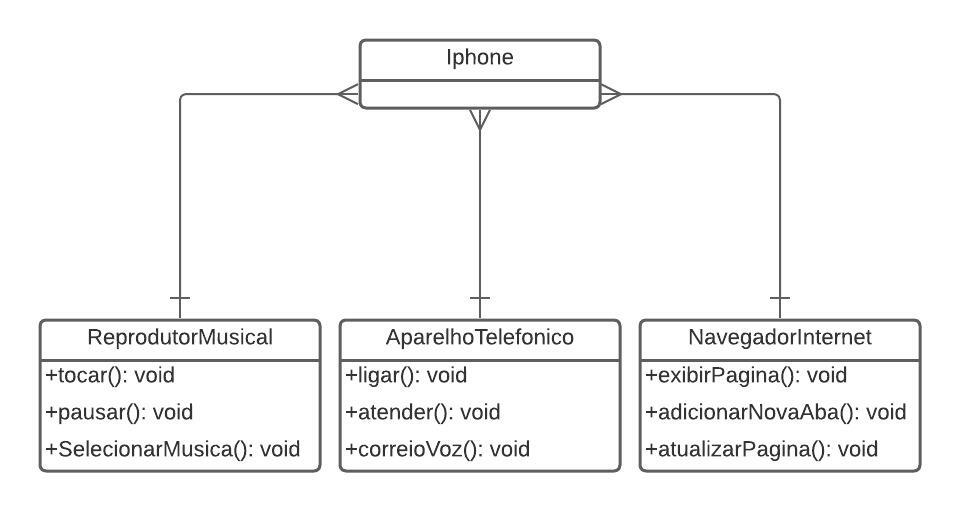 Iphone
ReprodutorMusical
+tocar(): void
+pausar(): void
+SelecionarMusica(): void
AparelhoTelefonico
+ligar(): void
+atender(): void
+correioVoz(): void
NavegadorInternet
+exibirPagina(): void
+adicionarNovaAba(): void
+atualizarPagina(): void